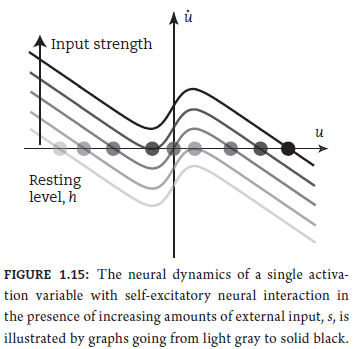 u̇
Input strength
u
Resting
level, h
FIGURE 1.15: The neural dynamics of a single activa-
tion variable with self-excitatory neural interaction in
the presence of increasing amounts of external input, s, is
illustrated by graphs going from light gray to solid black.